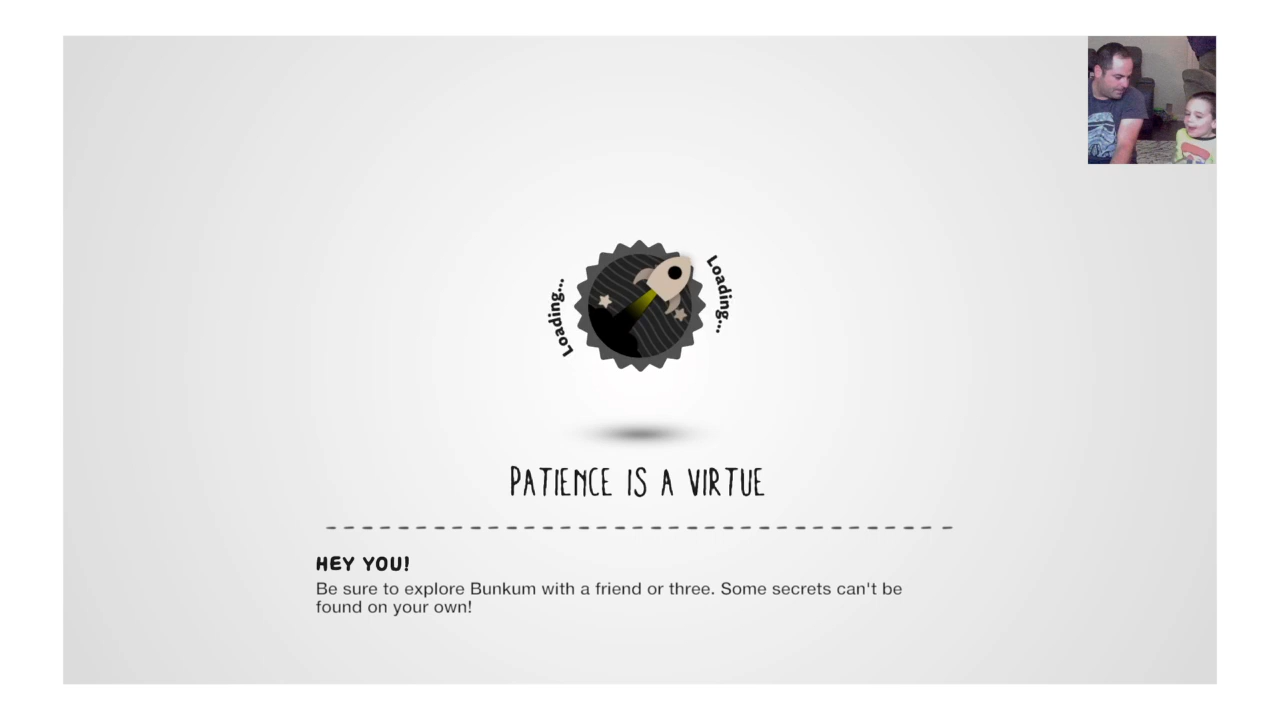 Loading...
Loading...
PATIENCE IS A VIRTUE
HEY YOU!
Be sure to explore Bunkum with a friend or three. Some secrets can't be
found on your own!